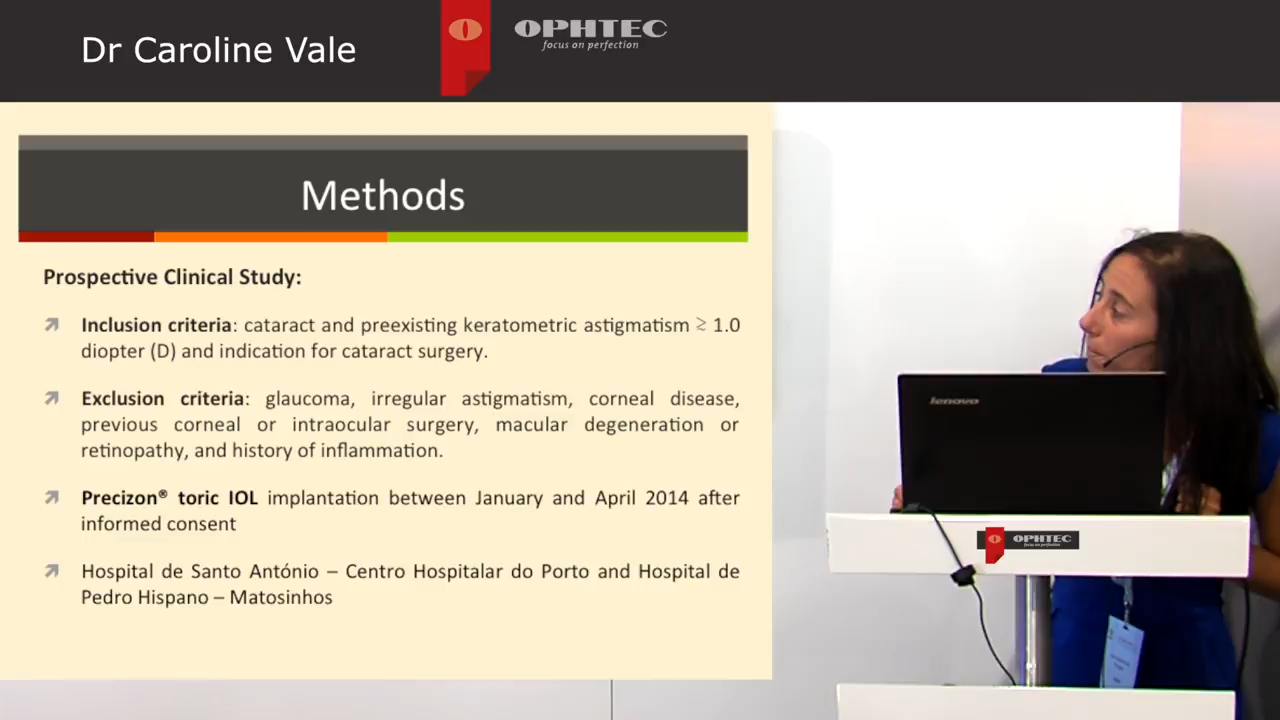 Dr Caroline Vale
OPHTEC
focus on perfection
Methods
Prospective Clinical Study:
Inclusion criteria: cataract and preexisting keratometric astigmatism ≥ 1.0
diopter (D) and indication for cataract surgery.
Exclusion criteria: glaucoma, irregular astigmatism, corneal disease,
previous corneal or intraocular surgery, macular degeneration or
retinopathy, and history of inflammation.
Precizon® toric IOL implantation between January and April 2014 after
informed consent
Hospital de Santo António – Centro Hospitalar do Porto and Hospital de
Pedro Hispano – Matosinhos
lenovo
OPHTEC
focus on perfection